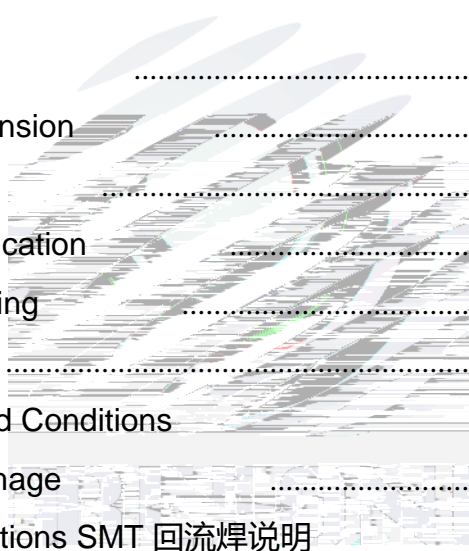 ................................................
nsion ....................................
................................................
cation ..................................
ing .........................................
................................................................
d Conditions
nage ............................
tions SMT 回流焊说明